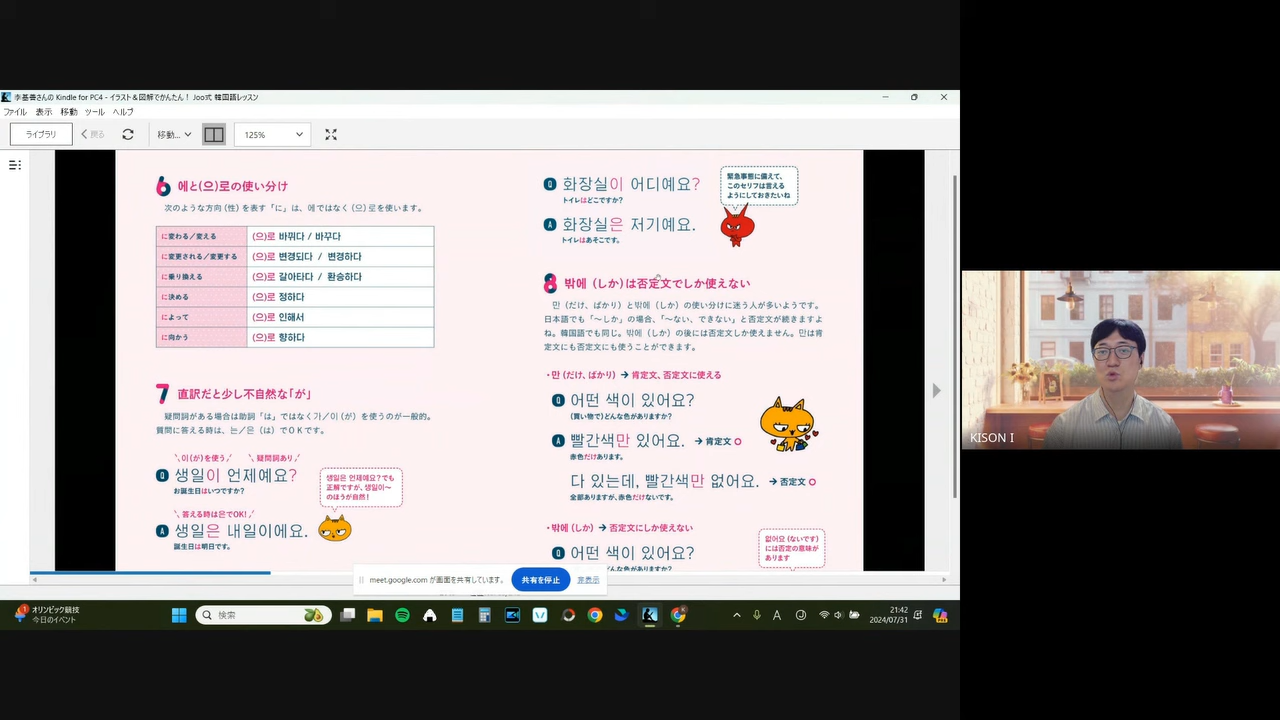 李基善さんの Kindle for PC4 - イラスト＆図解でかんたん！ Joo式 韓国語レッスン
ファイル 表示 移動 ツール ヘルプ
ライブラリ
戻る
移動...
125%
6 에と(으)로の使い分け
次のような方向（性）を表す「に」は、에ではなく（으）로を使います。
に変わる／変える (으)로 바뀌다 / 바꾸다
に変更される／変更する (으)로 변경되다 / 변경하다
に乗り換える (으)로 갈아타다 / 환승하다
に決める (으)로 정하다
によって (으)로 인해서
に向かう (으)로 향하다
7 直訳だと少し不自然な「が」
疑問詞がある場合は助詞「は」ではなく가／이（が）を使うのが一般的。
質問に答える時は、는／은（は）でＯＫです。
\이(が)を使う/ \疑問詞あり/
Q 생일이 언제예요?
お誕生日はいつですか?
생일은 언제예요?でも
正解ですが、생일이〜
のほうが自然！
\答える時は은でOK!/
A 생일은 내일이에요.
誕生日は明日です。
Q 화장실이 어디예요?
トイレはどこですか?
A 화장실은 저기예요.
トイレはあそこです。
緊急事態に備えて、
このセリフは言える
ようにしておきたいね
8 밖에（しか）は否定文でしか使えない
만（だけ、ばかり）と밖에（しか）の使い分けに迷う人が多いようです。
日本語でも「〜しか」の場合、「〜ない、できない」と否定文が続きますよ
ね。韓国語でも同じ。밖에（しか）の後には否定文しか使えません。만は肯
定文にも否定文にも使うことができます。
・만（だけ、ばかり）→ 肯定文、否定文に使える
Q 어떤 색이 있어요?
(買い物で)どんな色がありますか?
A 빨간색만 있어요. → 肯定文 ○
赤色だけあります。
다 있는데, 빨간색만 없어요. → 否定文 ○
全部ありますが、赤色だけないです。
・밖에（しか）→ 否定文にしか使えない
Q 어떤 색이 있어요?
없어요（ないです）
には否定の意味が
あります
meet.google.com が画面を共有しています。
共有を停止
非表示
KISON I
1
オリンピック競技
今日のイベント
検索
A
21:42
2024/07/31